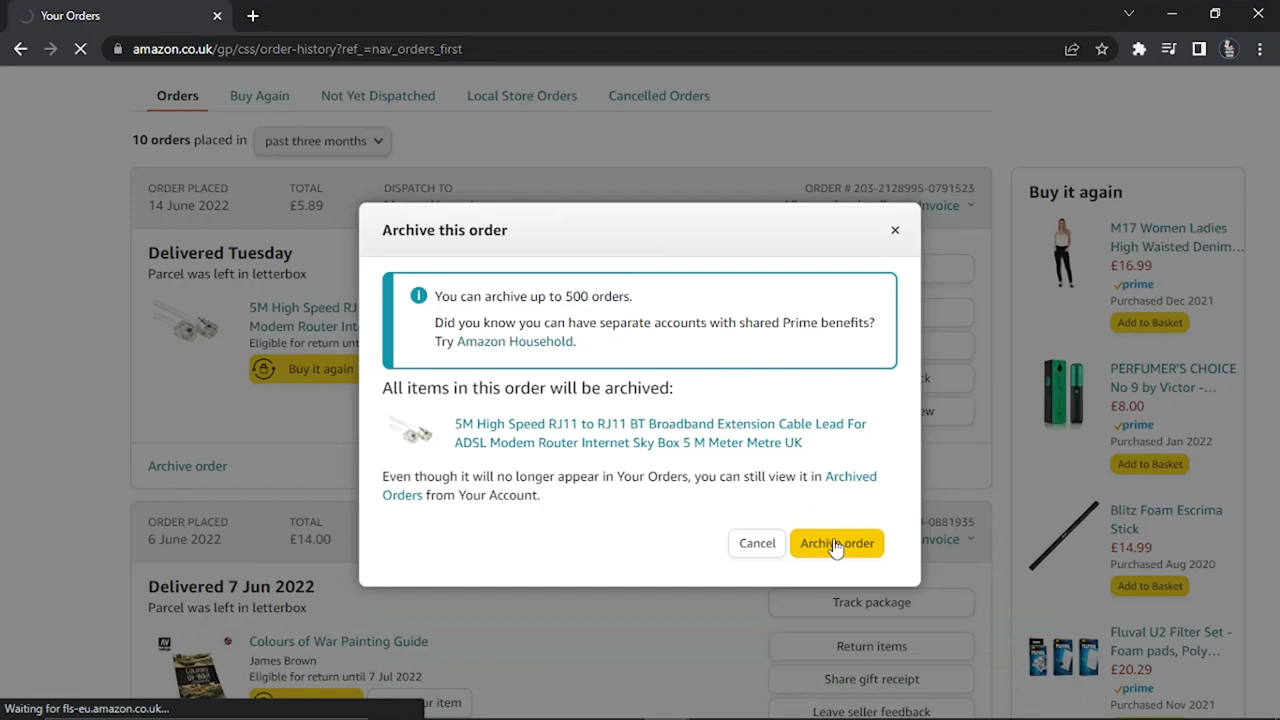 Your Orders
amazon.co.uk/gp/css/order-history?ref_=nav_orders_first
Orders
Buy Again
Not Yet Dispatched
Local Store Orders
Cancelled Orders
10 orders placed in
past three months
ORDER PLACED
14 June 2022
TOTAL
£5.89
DISPATCH TO
ORDER # 203-2128995-0791523
Invoice
Delivered Tuesday
Parcel was left in letterbox
5M High Speed RJ
Modem Router Int
Eligible for return unt
Buy it again
Archive order
Archive this order
You can archive up to 500 orders.
Did you know you can have separate accounts with shared Prime benefits?
Try Amazon Household.
All items in this order will be archived:
5M High Speed RJ11 to RJ11 BT Broadband Extension Cable Lead For
ADSL Modem Router Internet Sky Box 5 M Meter Metre UK
Even though it will no longer appear in Your Orders, you can still view it in Archived
Orders from Your Account.
Cancel
Archive order
ORDER PLACED
6 June 2022
TOTAL
£14.00
-0881935
Invoice
Delivered 7 Jun 2022
Parcel was left in letterbox
AV
Colours of War Painting Guide
James Brown
Eligible for return until 7 Jul 2022
ur item
Track package
Return items
Share gift receipt
Leave seller feedback
Buy it again
M17 Women Ladies
High Waisted Denim...
£16.99
prime
Purchased Dec 2021
Add to Basket
PERFUMER'S CHOICE
No 9 by Victor -...
£8.00
prime
Purchased Jan 2022
Add to Basket
Blitz Foam Escrima
Stick
£14.99
Purchased Aug 2020
Add to Basket
Fluval U2 Filter Set -
Foam pads, Poly...
£20.29
prime
Purchased Nov 2021
Waiting for fls-eu.amazon.co.uk...